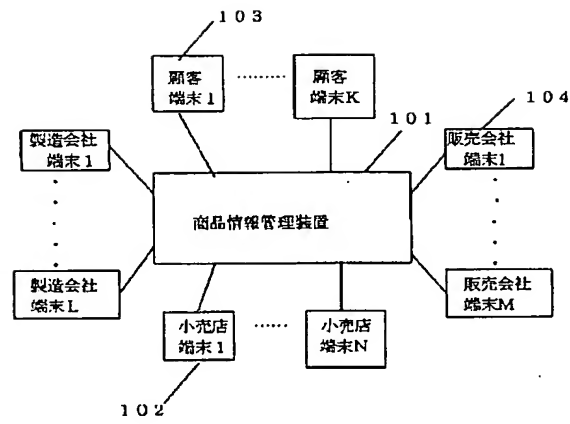 103
顧客
端末1
顧客
端末K
101
104
製造会社
端末1
販売会社
端末1
商品情報管理装置
製造会社
端末L
販売会社
端末M
小売店
端末1
小売店
端末N
102